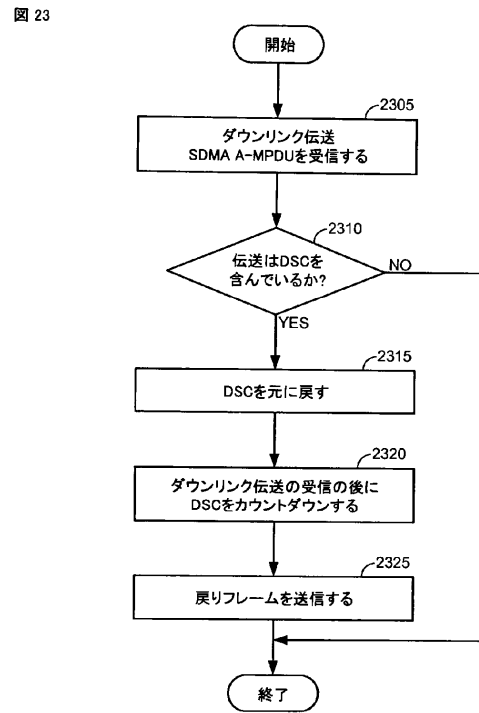 図 23
開始
2305
ダウンリンク伝送
SDMA A-MPDUを受信する
2310
伝送はDSCを
含んでいるか?
NO
YES
2315
DSCを元に戻す
2320
ダウンリンク伝送の受信の後に
DSCをカウントダウンする
2325
戻りフレームを送信する
終了